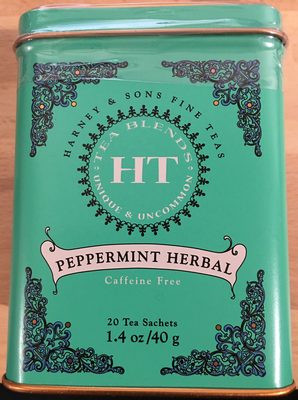 HARNEY & SONS FINE TEAS
TEA BLENDS
HT
UNIQUE & UNCOMMON
PEPPERMINT HERBAL
Caffeine Free
20 Tea Sachets
1.4 oz/40 g